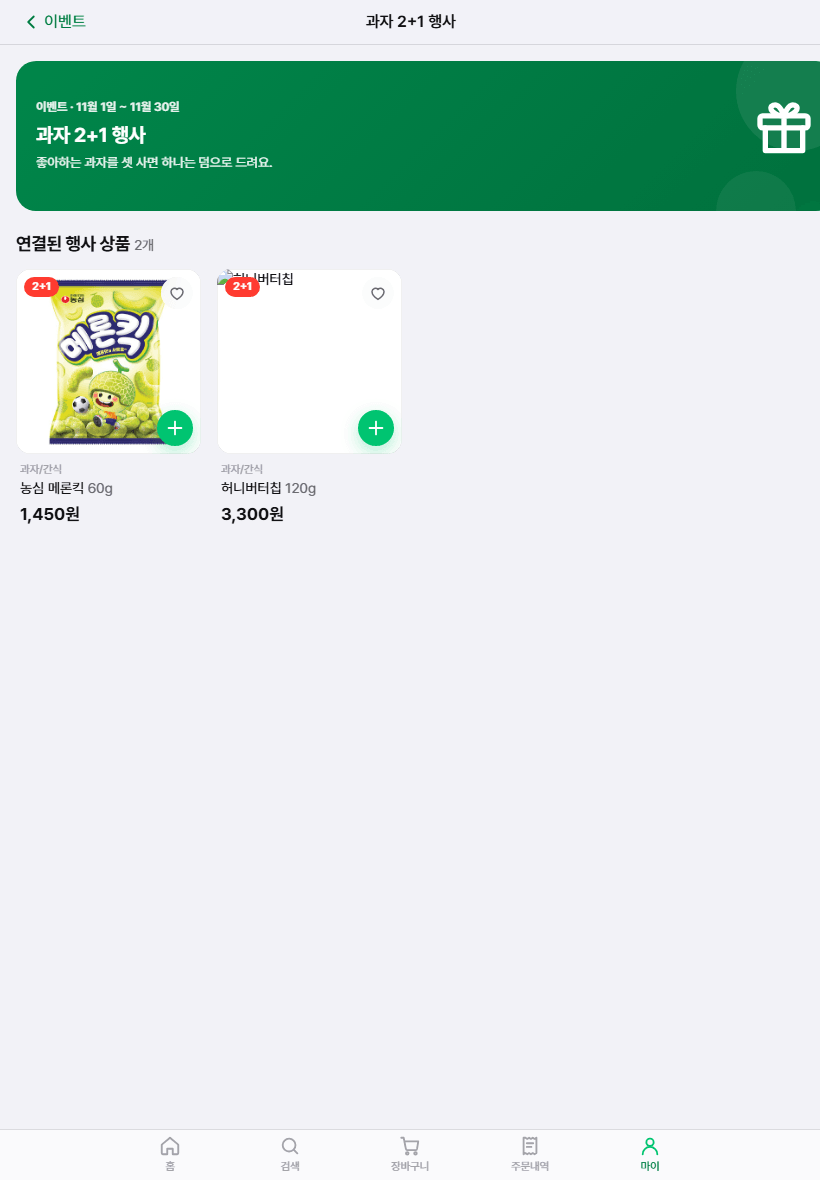 이벤트
과자 2+1 행사
이벤트 · 11월 1일 ~ 11월 30일
과자 2+1 행사
좋아하는 과자를 셋 사면 하나는 덤으로 드려요.
연결된 행사 상품 2개
2+1
농심
메론킥
과자/간식
농심 메론킥 60g
1,450원
허니버터칩
2+1
과자/간식
허니버터칩 120g
3,300원
홈
검색
장바구니
주문내역
마이